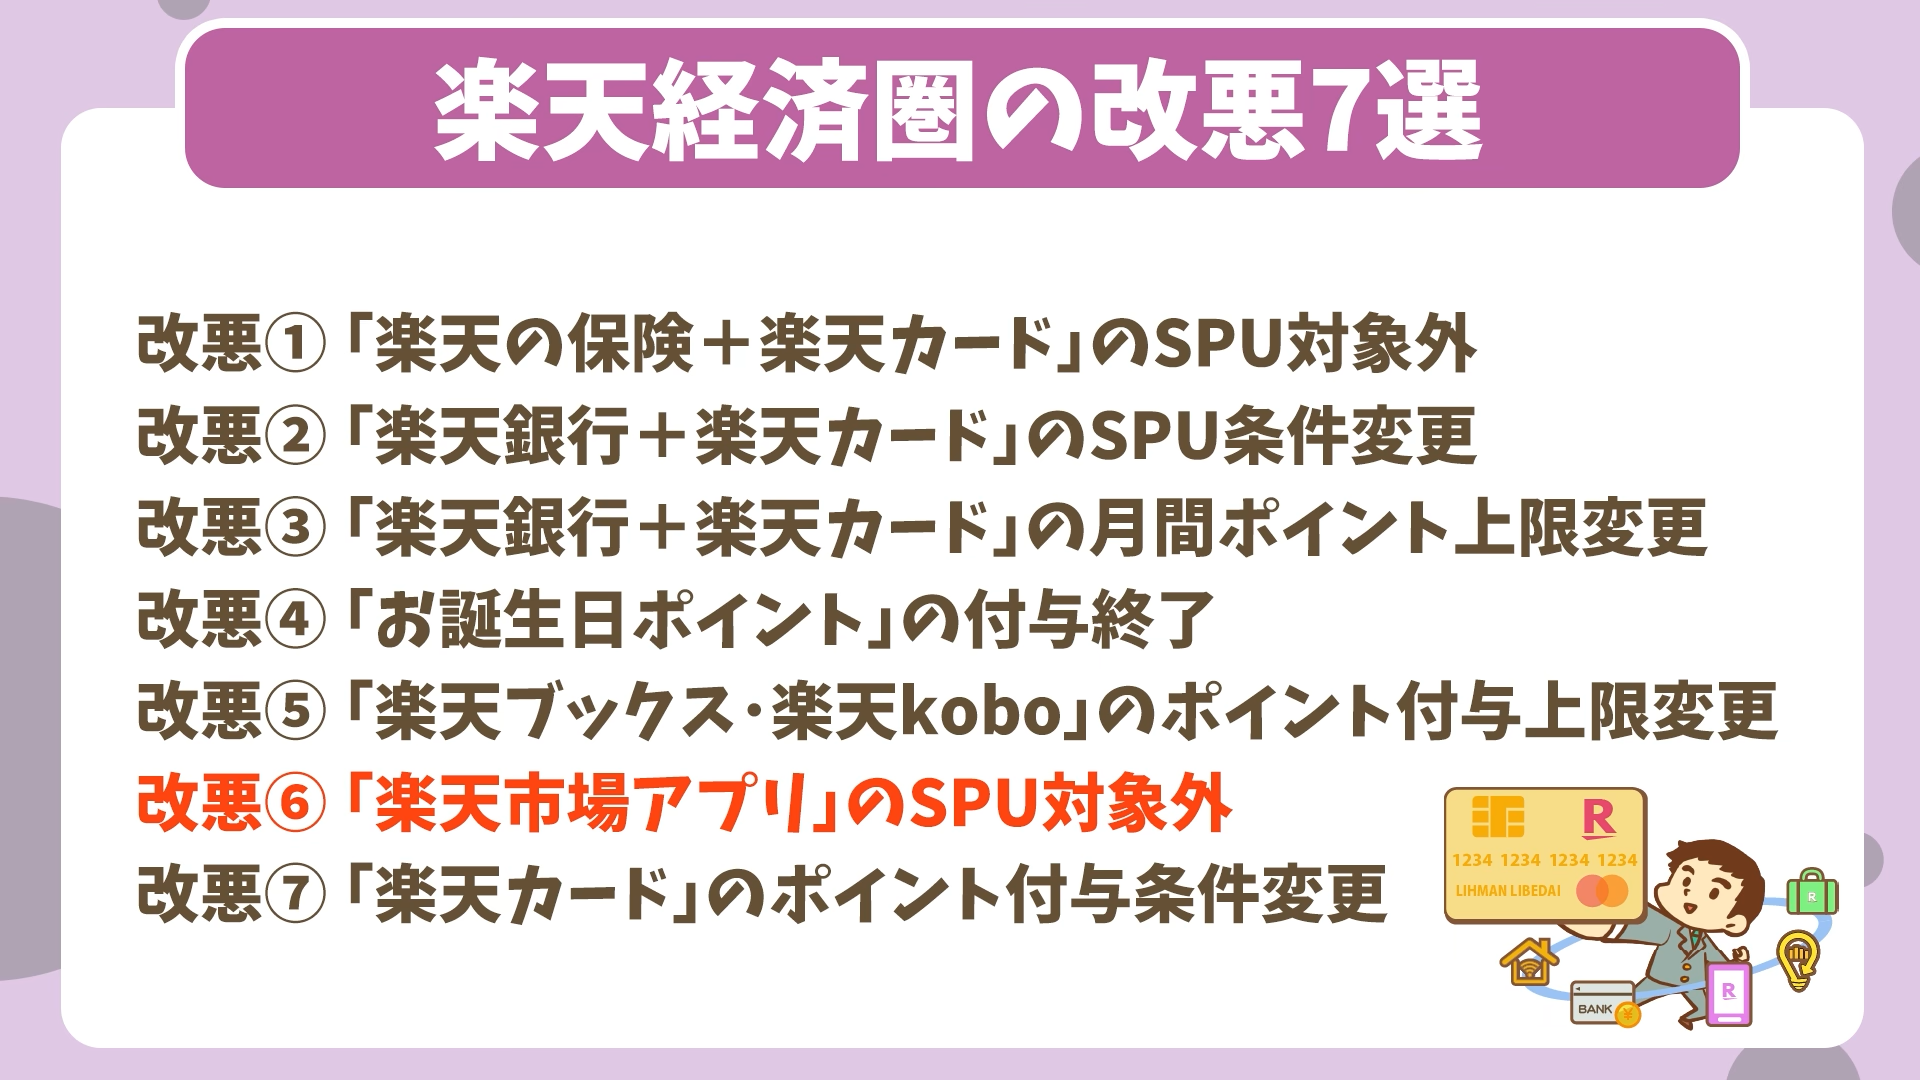 楽天経済圏の改悪7選
改悪①「楽天の保険＋楽天カード」のSPU対象外
改悪②「楽天銀行＋楽天カード」のSPU条件変更
改悪③「楽天銀行＋楽天カード」の月間ポイント上限変更
改悪④「お誕生日ポイント」の付与終了
改悪⑤「楽天ブックス・楽天kobo」のポイント付与上限変更
改悪⑥「楽天市場アプリ」のSPU対象外
改悪⑦「楽天カード」のポイント付与条件変更
R
1234 1234 1234 1234
LIHMAN LIBEDAI
R
R
BANK ¥